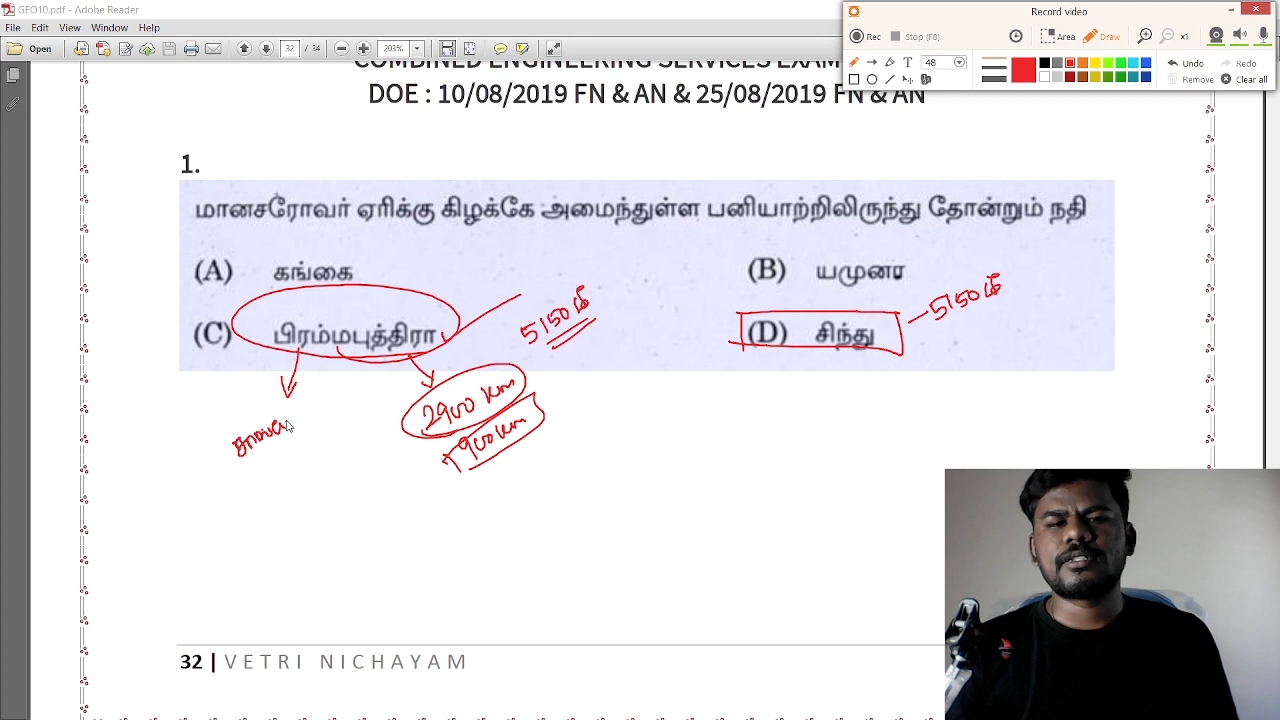 GEO10.pdf - Adobe Reader
Record video
File Edit View Window Help
Rec Stop (F8) Area Draw x1
Open 32 / 34 203%
48 Undo Redo
Remove Clear all
COMBINED ENGINEERING SERVICES EXAM
DOE : 10/08/2019 FN & AN & 25/08/2019 FN & AN
1.
மானசரோவர் ஏரிக்கு கிழக்கே அமைந்துள்ள பனியாற்றிலிருந்து தோன்றும் நதி
(A) கங்கை (B) யமுனா
(C) பிரம்மபுத்திரா (D) சிந்து
5150 மீ
5150 மீ
2900 km
900 km
32 | VETRI NICHAYAM